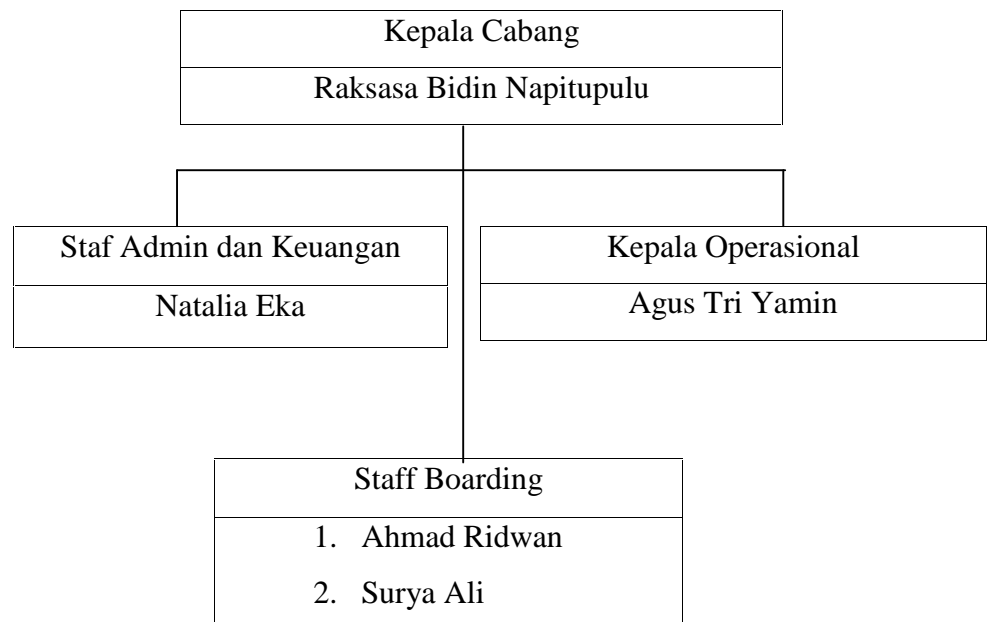 Kepala Cabang
Raksasa Bidin Napitupulu
Staf Admin dan Keuangan
Natalia Eka
Kepala Operasional
Agus Tri Yamin
Staff Boarding
1. Ahmad Ridwan
2. Surya Ali